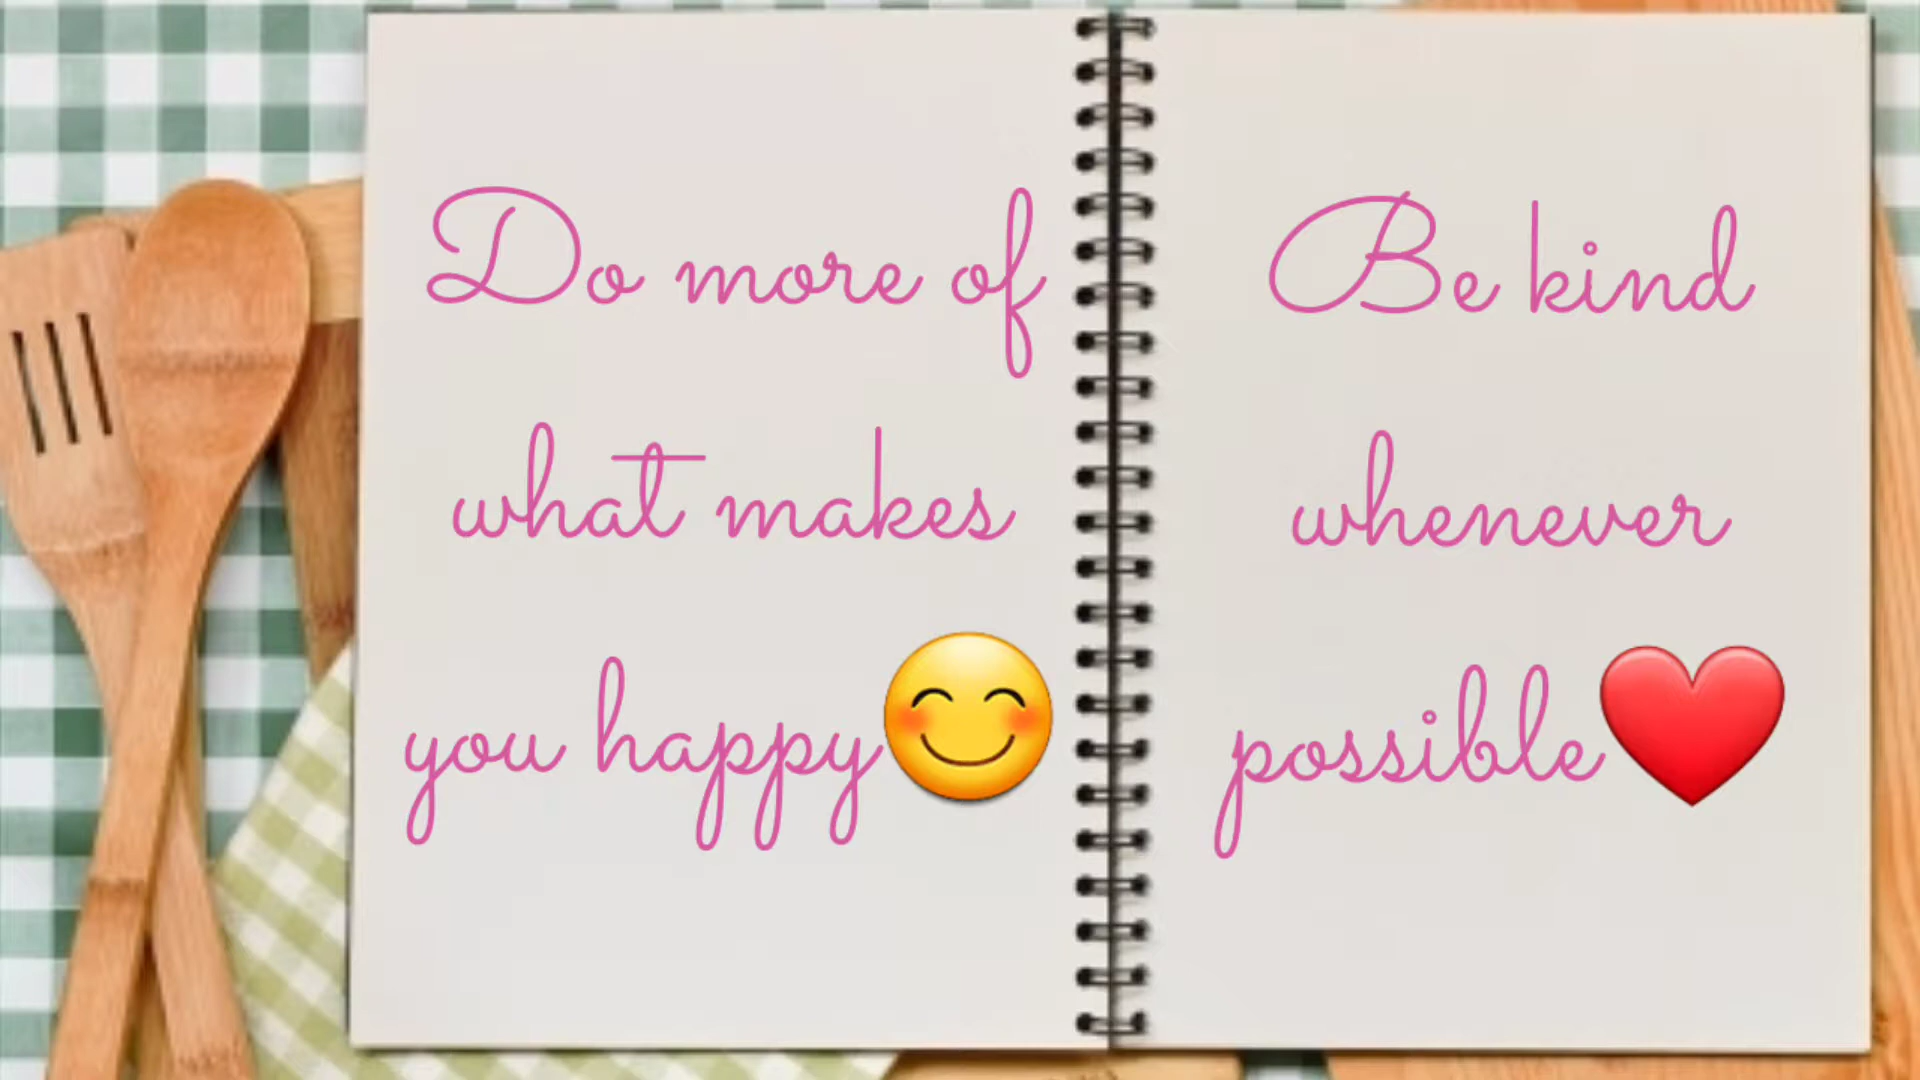 Do more of
what makes
you happy😊
Be kind
whenever
possible❤️